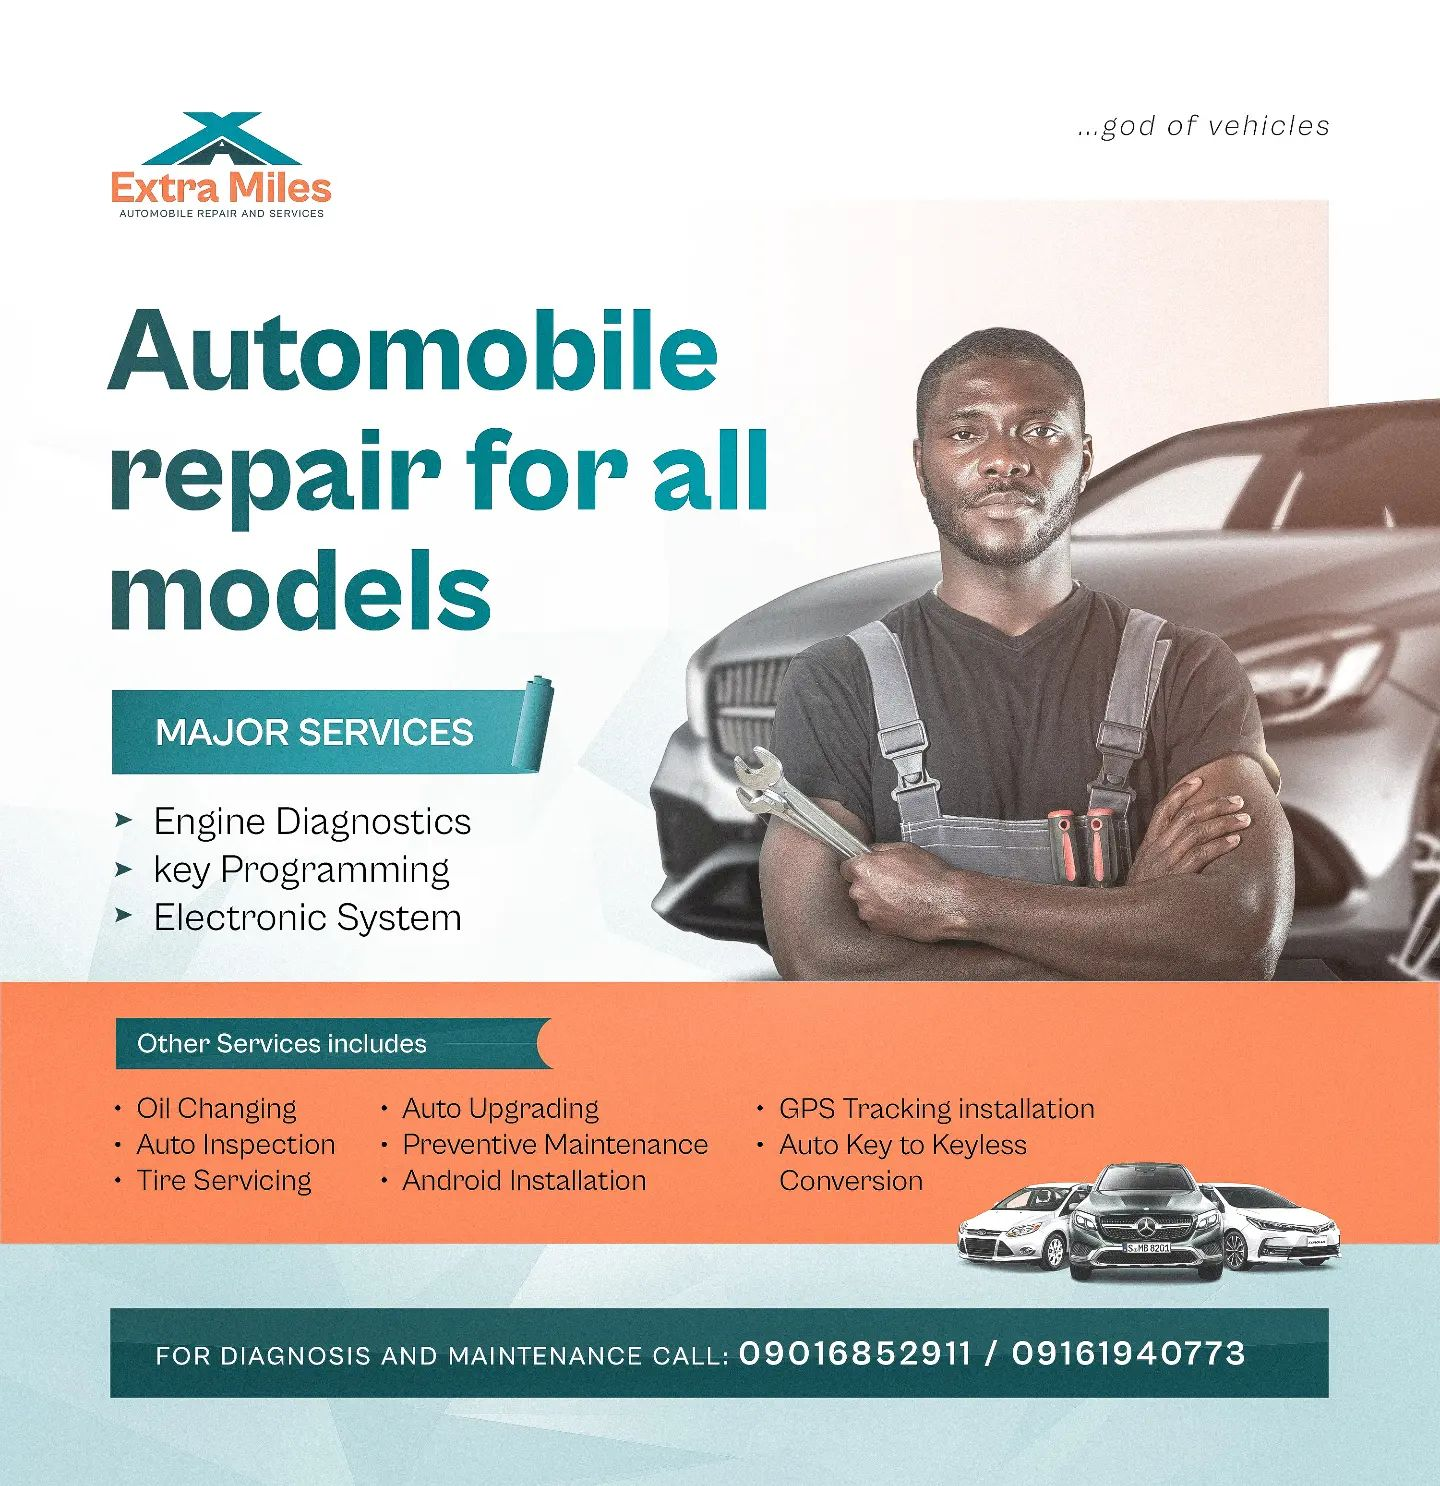 Extra Miles
AUTOMOBILE REPAIR AND SERVICES
...god of vehicles
Automobile
repair for all
models
MAJOR SERVICES
Engine Diagnostics
key Programming
Electronic System
Other Services includes
• Oil Changing
• Auto Inspection
• Tire Servicing
• Auto Upgrading
• Preventive Maintenance
• Android Installation
• GPS Tracking installation
• Auto Key to Keyless
Conversion
FOR DIAGNOSIS AND MAINTENANCE CALL: 09016852911 / 09161940773